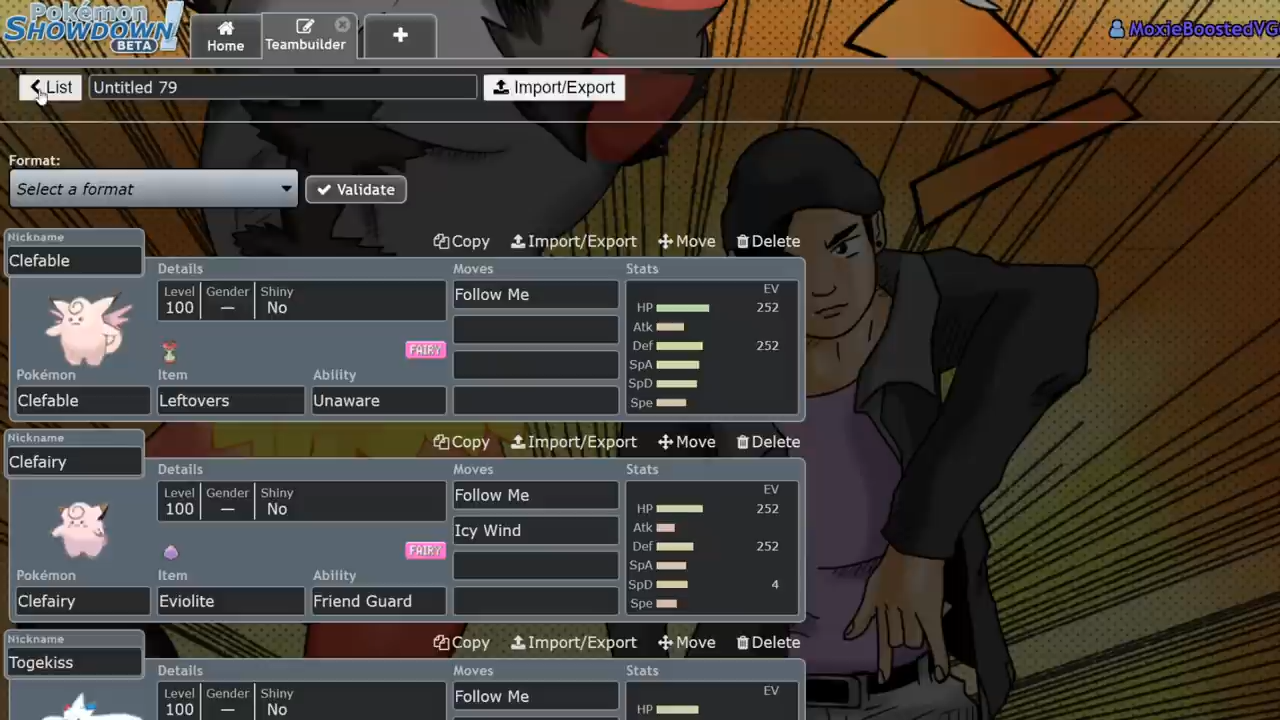 Pokémon
SHOWDOWN!
BETA
Home
Teambuilder
+
MoxieBoostedVG
List
Untitled 79
Import/Export
Format:
Select a format
Validate
Nickname
Clefable
Copy Import/Export Move Delete
Details
Moves
Stats
Level Gender Shiny
100 — No
Follow Me
EV
HP 252
Atk
Def 252
SpA
SpD
Spe
FAIRY
Pokémon
Item
Ability
Clefable
Leftovers
Unaware
Nickname
Clefairy
Copy Import/Export Move Delete
Details
Moves
Stats
Level Gender Shiny
100 — No
Follow Me
Icy Wind
EV
HP 252
Atk
Def 252
SpA
SpD 4
Spe
FAIRY
Pokémon
Item
Ability
Clefairy
Eviolite
Friend Guard
Nickname
Togekiss
Copy Import/Export Move Delete
Details
Moves
Stats
Level Gender Shiny
100 — No
Follow Me
EV
HP